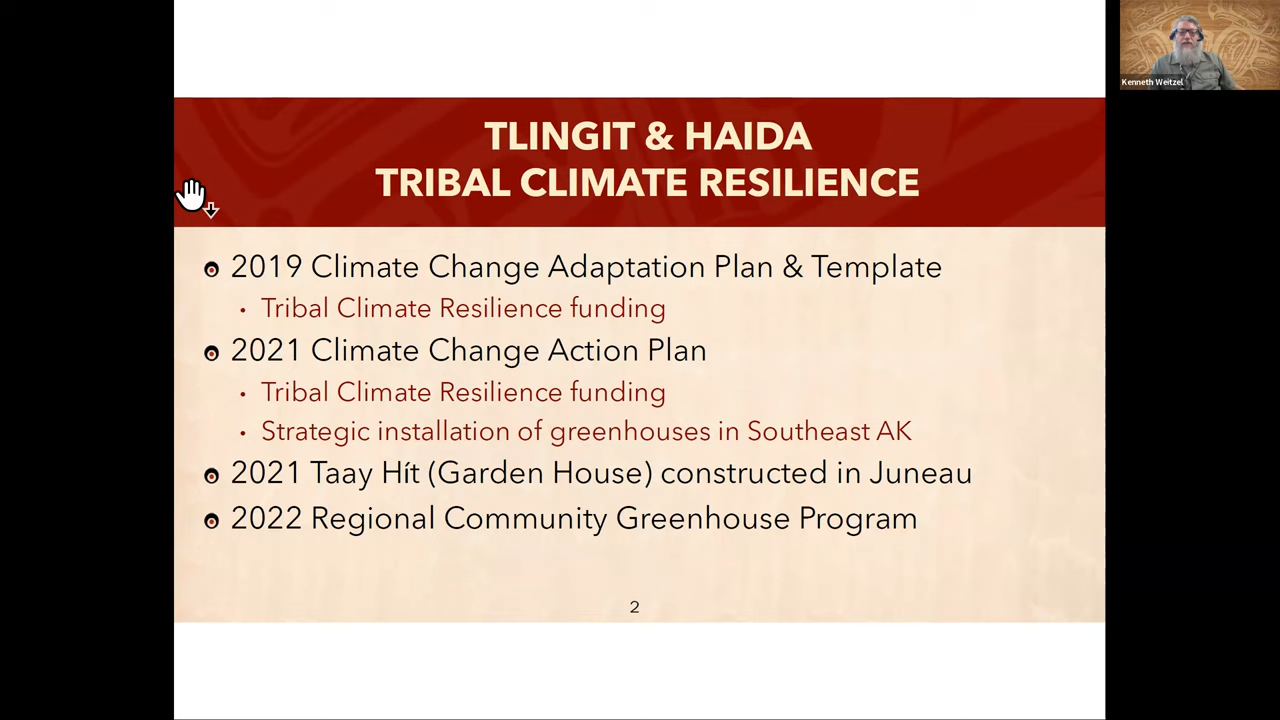 Kenneth Weitzel
TLINGIT & HAIDA
TRIBAL CLIMATE RESILIENCE
2019 Climate Change Adaptation Plan & Template
• Tribal Climate Resilience funding
2021 Climate Change Action Plan
• Tribal Climate Resilience funding
• Strategic installation of greenhouses in Southeast AK
2021 Taay Hít (Garden House) constructed in Juneau
2022 Regional Community Greenhouse Program
2